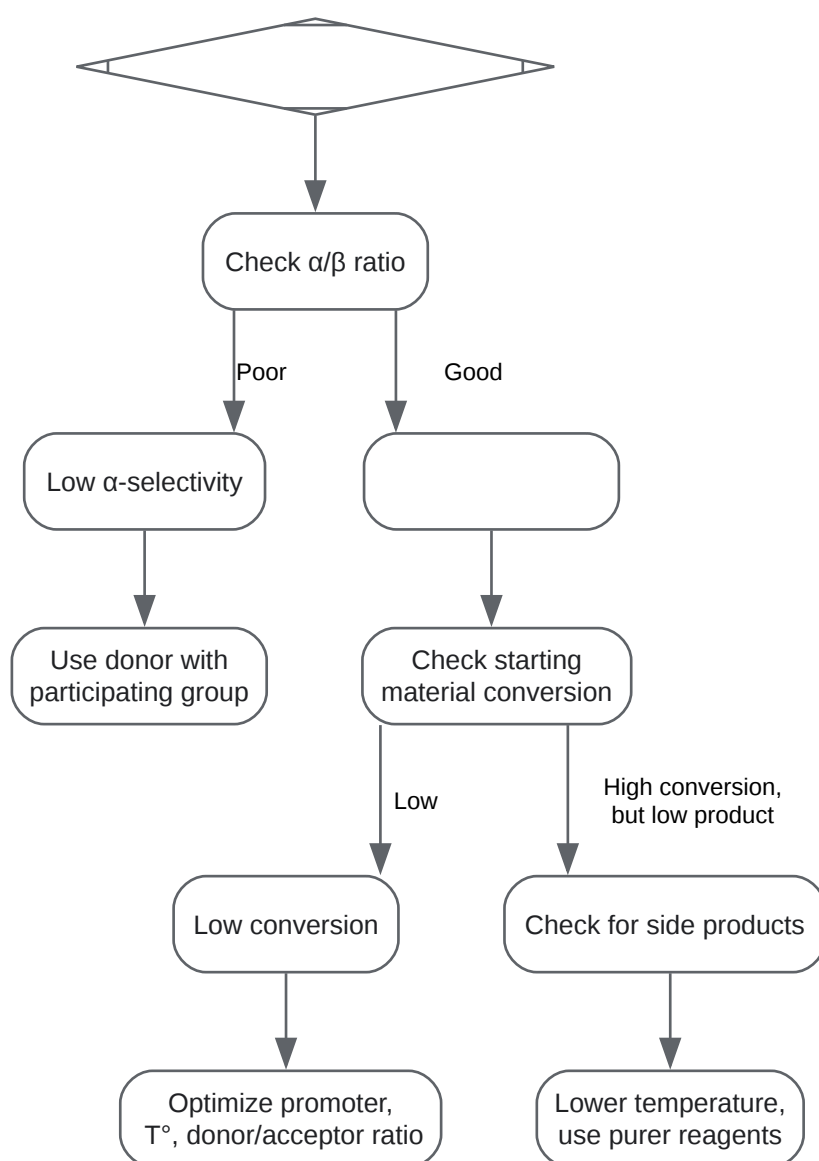 Check α/β ratio
Poor
Good
Low α-selectivity
Use donor with
participating group
Check starting
material conversion
Low
High conversion,
but low product
Low conversion
Check for side products
Optimize promoter,
T°, donor/acceptor ratio
Lower temperature,
use purer reagents